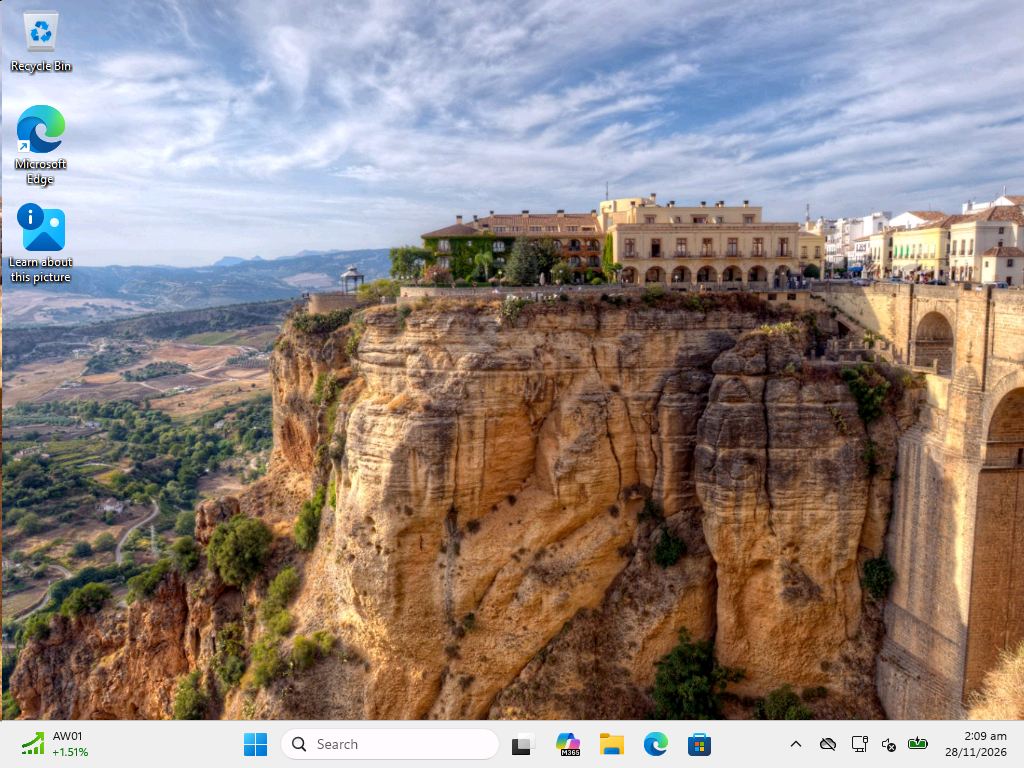 Recycle Bin
Microsoft
Edge
Learn about
this picture
AW01
+1.51%
Search
M365
2:09 am
28/11/2026